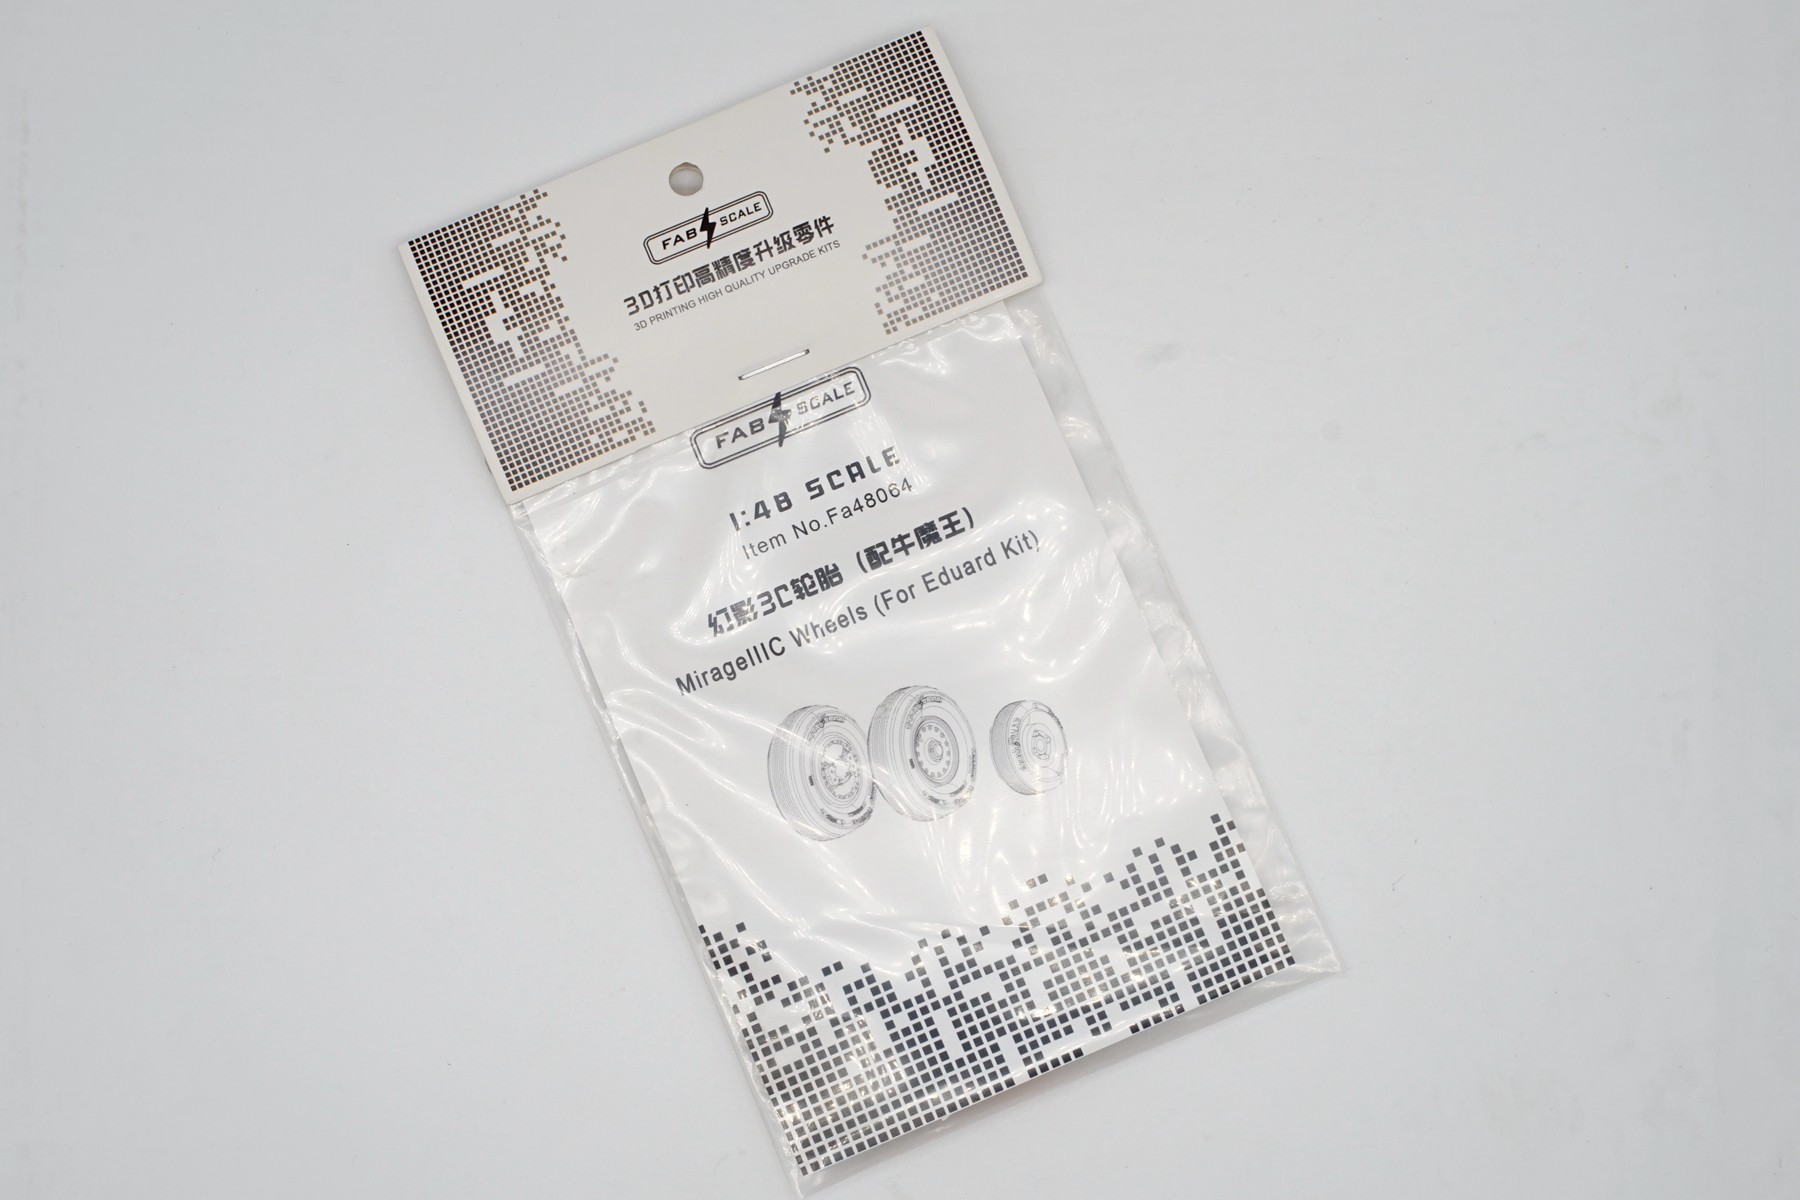 FAB SCALE
3D打印高精度升级零件
3D PRINTING HIGH QUALITY UPGRADE KITS
FAB SCALE
1:48 SCALE
Item No.Fa48064
幻影3C轮胎（配牛魔王）
MirageIIIC Wheels (For Eduard Kit)